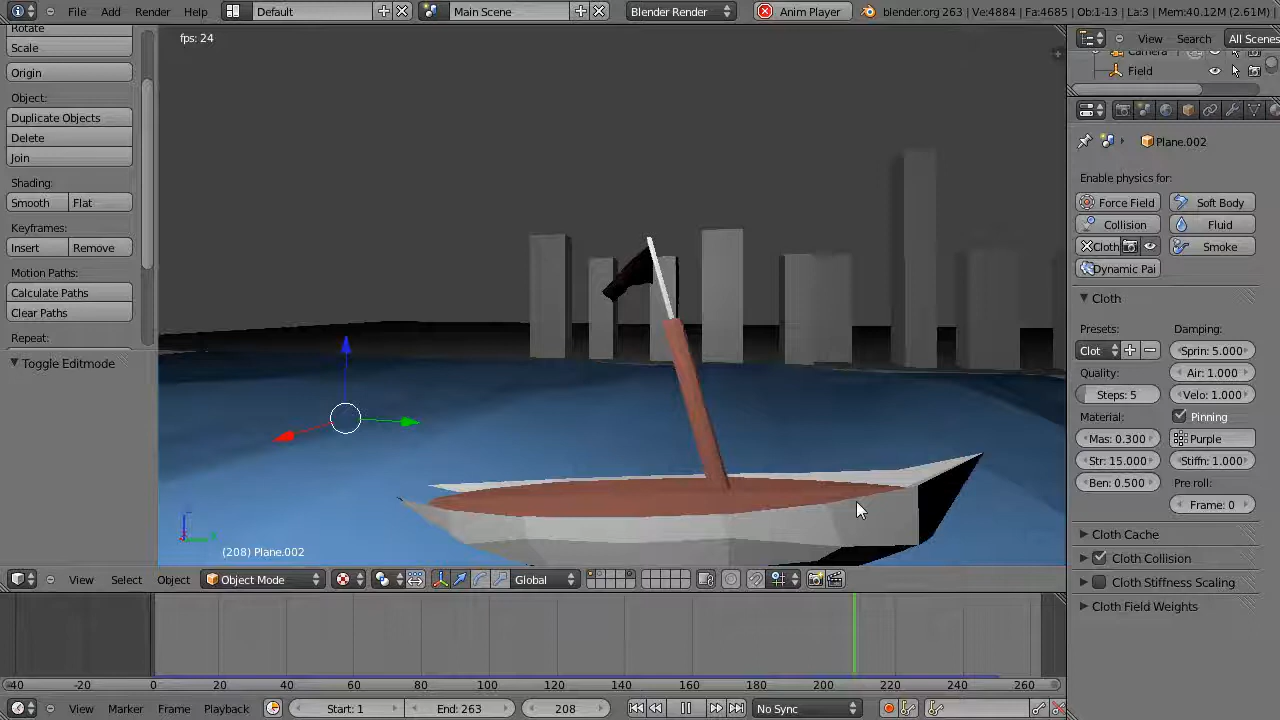 File Add Render Help Default Main Scene Blender Render Anim Player blender.org 263 | Ve:4884 | Fa:4685 | Ob:1-13 | La:3 | Mem:40.12M (2.61M) |
Rotate
Scale
Origin
Object:
Duplicate Objects
Delete
Join
Shading:
Smooth Flat
Keyframes:
Insert Remove
Motion Paths:
Calculate Paths
Clear Paths
Repeat:
Toggle Editmode
fps: 24
(208) Plane.002
View Search All Scenes
Camera
Field
Plane.002
Enable physics for:
Force Field Soft Body
Collision Fluid
Cloth Smoke
Dynamic Pai
Cloth
Presets: Damping:
Clot Sprin: 5.000
Quality: Air: 1.000
Steps: 5 Velo: 1.000
Material: Pinning
Mas: 0.300 Purple
Str: 15.000 Stiffn: 1.000
Ben: 0.500 Pre roll:
Frame: 0
Cloth Cache
Cloth Collision
Cloth Stiffness Scaling
Cloth Field Weights
View Select Object Object Mode Global
-40 -20 0 20 40 60 80 100 120 140 160 180 200 220 240 260
View Marker Frame Playback Start: 1 End: 263 208 No Sync